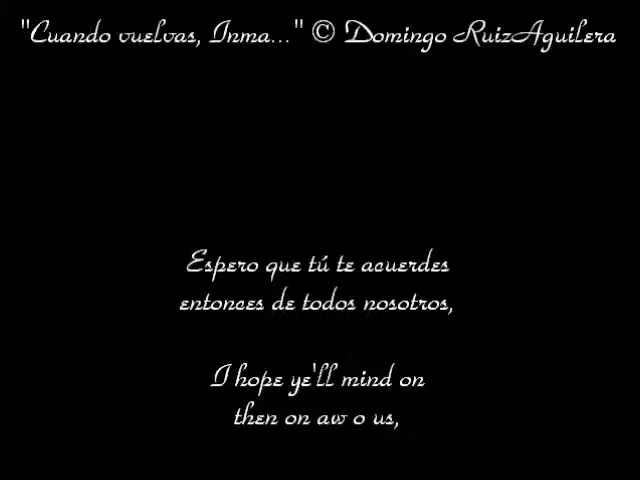 "Cuando vuelvas, Inma..." © Domingo RuizAguilera
Espero que tú te acuerdes
entonces de todos nosotros,
I hope ye'll mind on
then on aw o us,